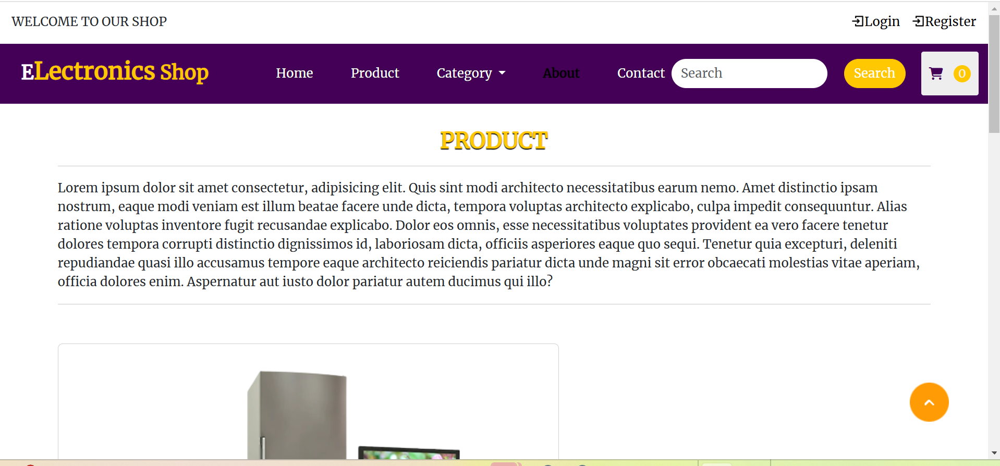 WELCOME TO OUR SHOP
Login Register
ELectronics Shop
Home Product Category About Contact Search Search 0
PRODUCT
Lorem ipsum dolor sit amet consectetur, adipisicing elit. Quis sint modi architecto necessitatibus earum nemo. Amet distinctio ipsam
nostrum, eaque modi veniam est illum beatae facere unde dicta, tempora voluptas architecto explicabo, culpa impedit consequuntur. Alias
ratione voluptas inventore fugit recusandae explicabo. Dolor eos omnis, esse necessitatibus voluptates provident ea vero facere tenetur
dolores tempora corrupti distinctio dignissimos id, laboriosam dicta, officiis asperiores eaque quo sequi. Tenetur quia excepturi, deleniti
repudiandae quasi illo accusamus tempore eaque architecto reiciendis pariatur dicta unde magni sit error obcaecati molestias vitae aperiam,
officia dolores enim. Aspernatur aut iusto dolor pariatur autem ducimus qui illo?